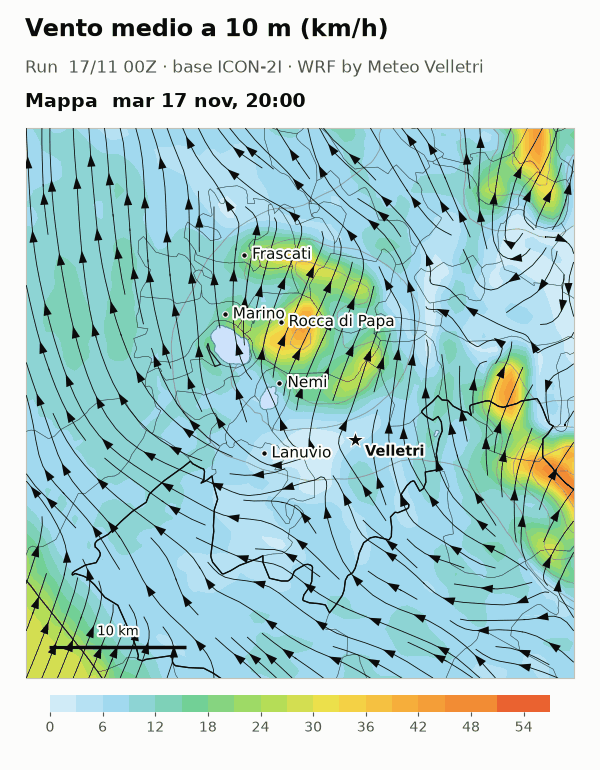 Vento medio a 10 m (km/h)
Run  17/11 00Z · base ICON-2I · WRF by Meteo Velletri
Mappa  mar 17 nov, 20:00
Frascati
Marino
Rocca di Papa
Nemi
Velletri
Lanuvio
10 km
0 6 12 18 24 30 36 42 48 54